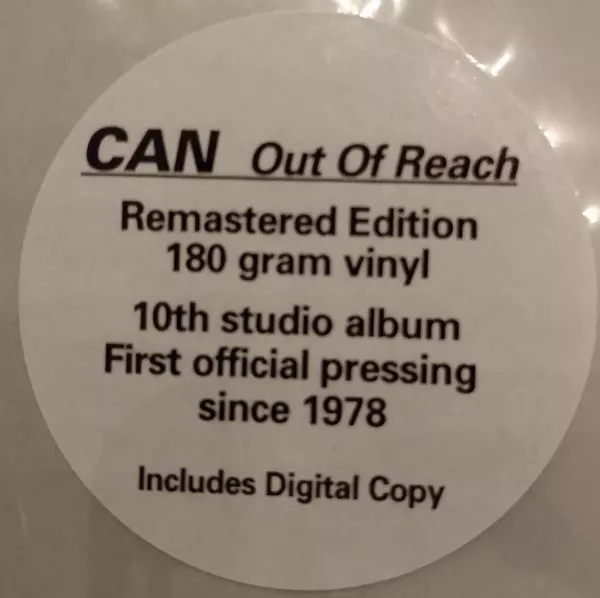 CAN Out Of Reach
Remastered Edition
180 gram vinyl
10th studio album
First official pressing
since 1978
Includes Digital Copy